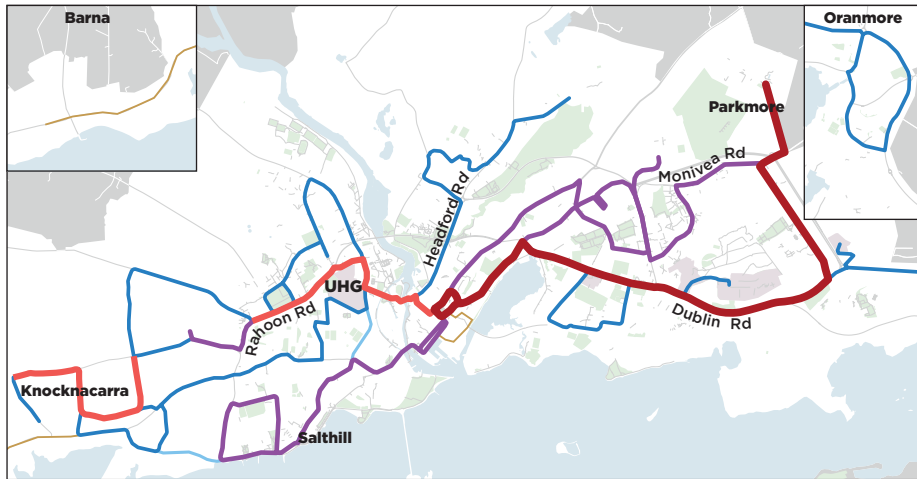 Barna
Oranmore
Parkmore
Monivea Rd
Headford Rd
UHG
Rahoon Rd
Dublin Rd
Knocknacarra
Salthill